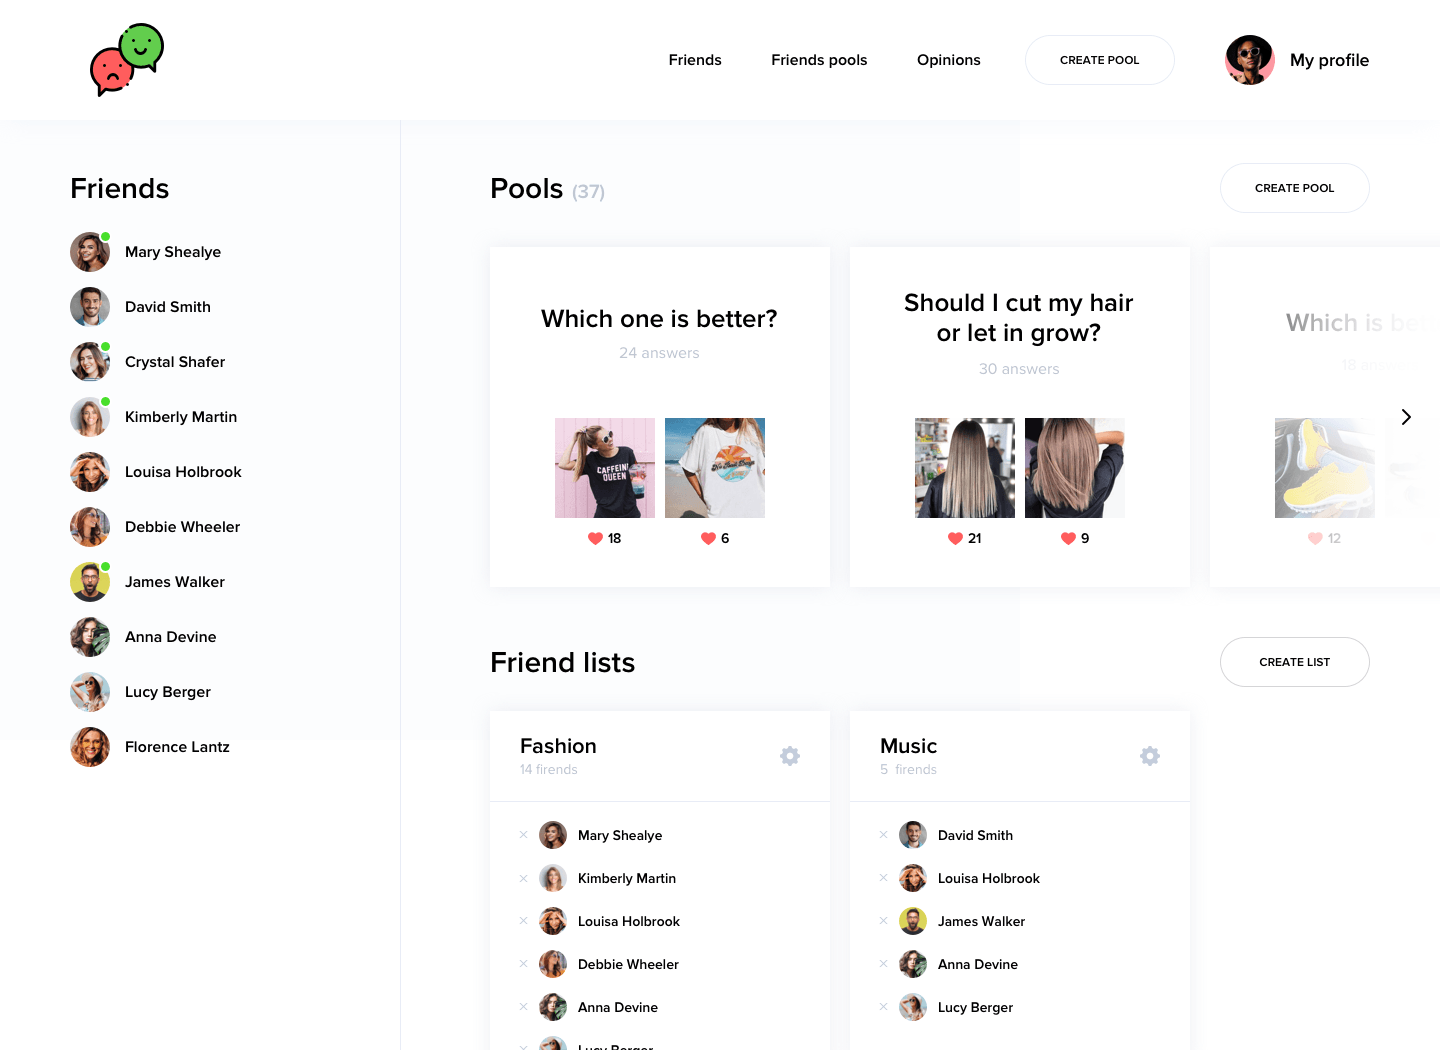 Friends
Friends pools
Opinions
CREATE POOL
My profile
Friends
Mary Shealye
David Smith
Crystal Shafer
Kimberly Martin
Louisa Holbrook
Debbie Wheeler
James Walker
Anna Devine
Lucy Berger
Florence Lantz
Pools (37)
CREATE POOL
Which one is better?
24 answers
CAFFEINE
QUEEN
18
6
Should I cut my hair
or let in grow?
30 answers
21
9
Which is
18
12
Friend lists
CREATE LIST
Fashion
14 firends
Mary Shealye
Kimberly Martin
Louisa Holbrook
Debbie Wheeler
Anna Devine
Lucy Berger
Music
5 firends
David Smith
Louisa Holbrook
James Walker
Anna Devine
Lucy Berger